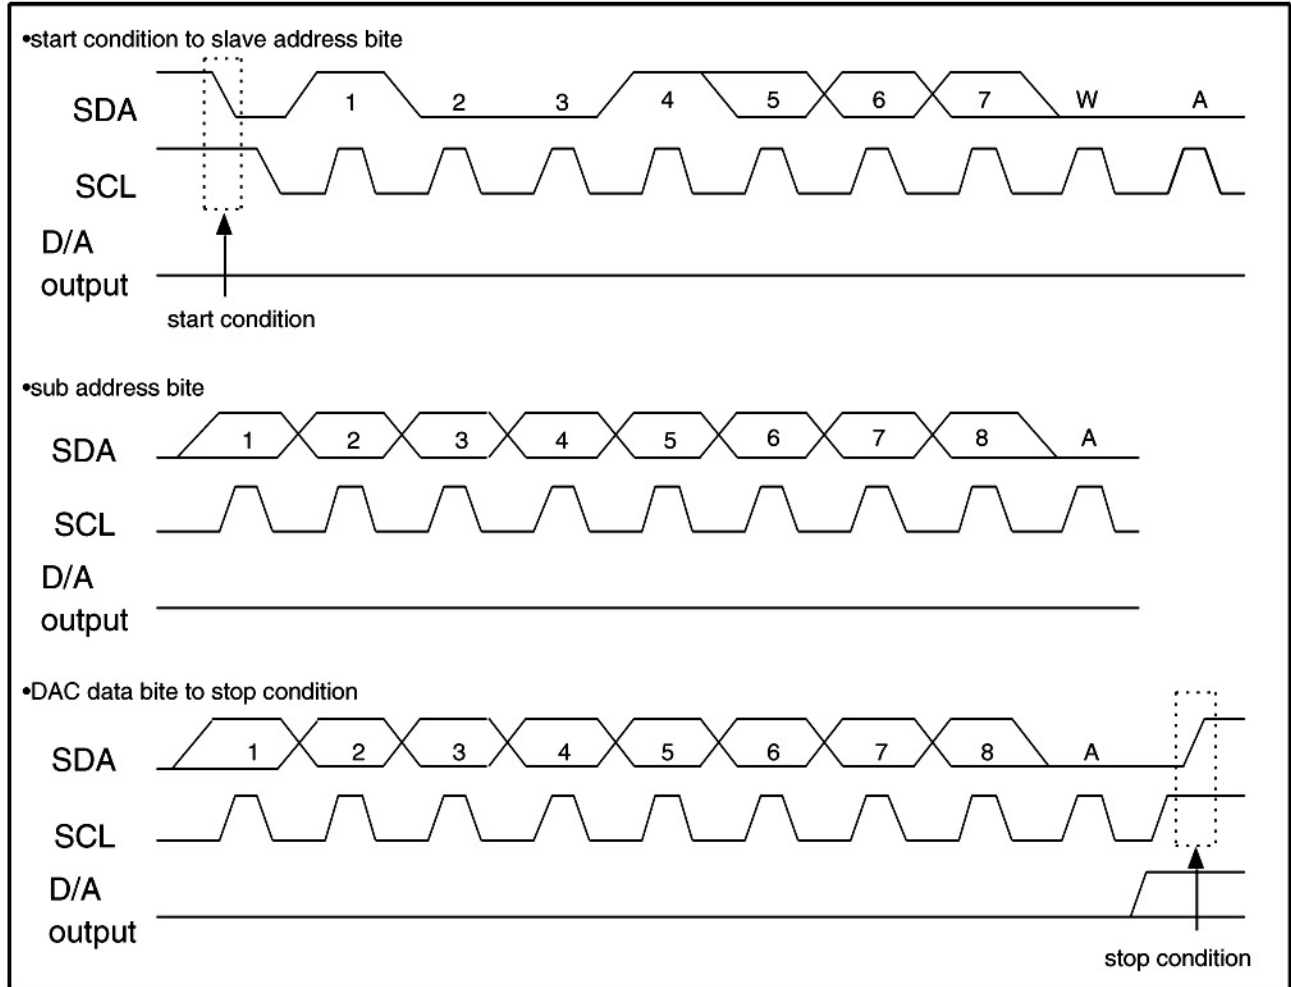 •start condition to slave address bite
SDA 1 2 3 4 5 6 7 W A
SCL
D/A
output
start condition
•sub address bite
SDA 1 2 3 4 5 6 7 8 A
SCL
D/A
output
•DAC data bite to stop condition
SDA 1 2 3 4 5 6 7 8 A
SCL
D/A
output
stop condition